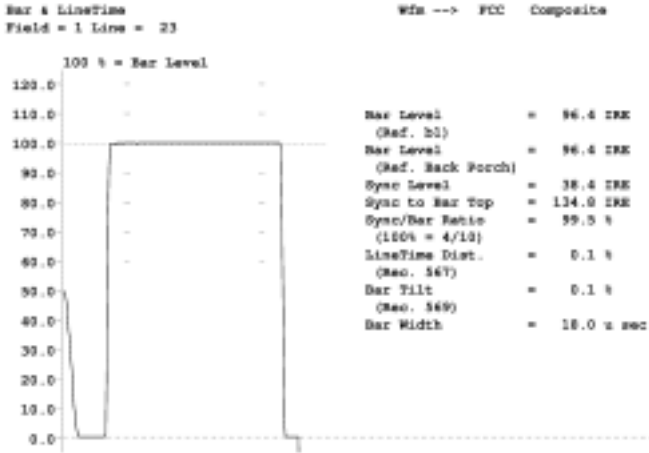 Bar & LineTime Wfm --> FCC Composite
Field = 1 Line = 23
100 % = Bar Level
120.0
110.0
100.0
90.0
80.0
70.0
60.0
50.0
40.0
30.0
20.0
10.0
0.0
Bar Level = 96.4 IRE
(Ref. b1)
Bar Level = 96.4 IRE
(Ref. Back Porch)
Sync Level = 38.4 IRE
Sync to Bar Top = 134.8 IRE
Sync/Bar Ratio = 99.5 %
(100% = 4/10)
LineTime Dist. = 0.1 %
(Rec. 567)
Bar Tilt = 0.1 %
(Rec. 569)
Bar Width = 18.0 u sec